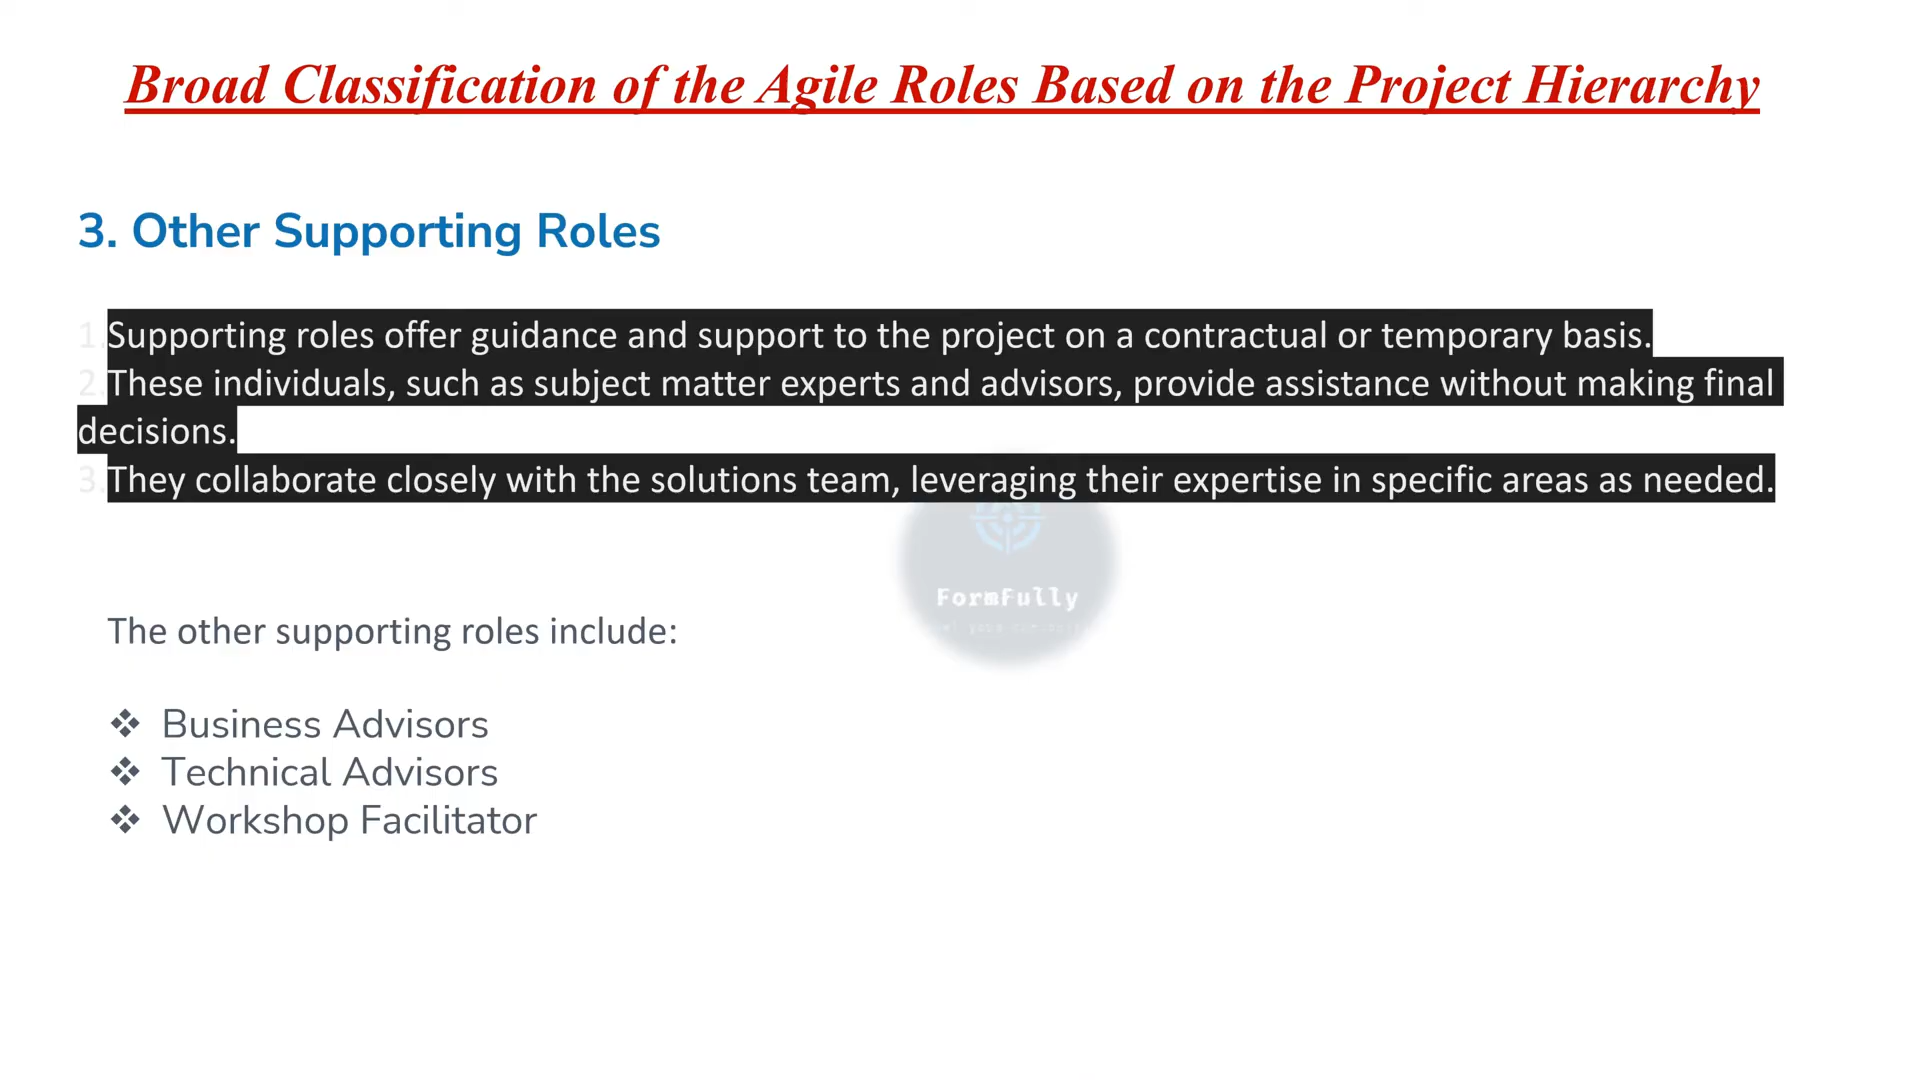 Broad Classification of the Agile Roles Based on the Project Hierarchy
3. Other Supporting Roles
1.Supporting roles offer guidance and support to the project on a contractual or temporary basis.
2.These individuals, such as subject matter experts and advisors, provide assistance without making final
decisions.
3.They collaborate closely with the solutions team, leveraging their expertise in specific areas as needed.
FormFully
The other supporting roles include:
❖ Business Advisors
❖ Technical Advisors
❖ Workshop Facilitator